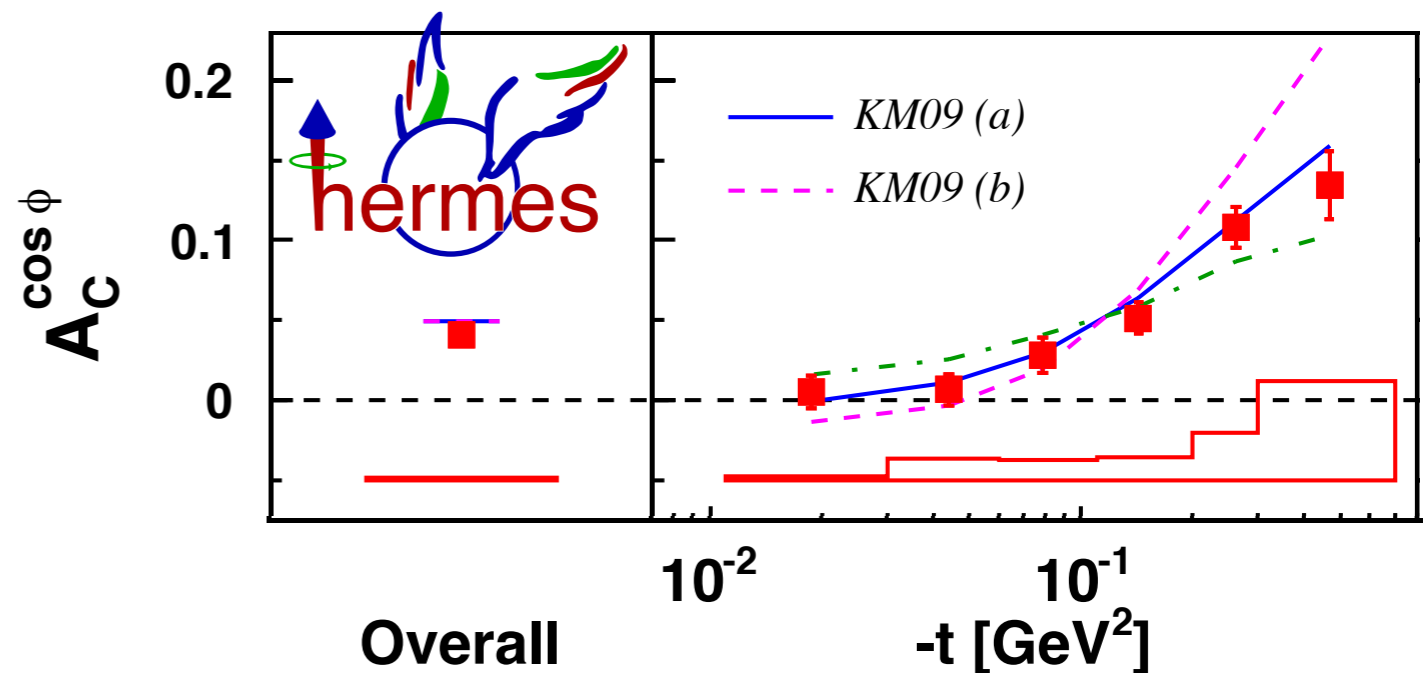 A_C^{cos ϕ}
0.2
0.1
0
hermes
KM09 (a)
KM09 (b)
10^{-2}
10^{-1}
Overall
-t [GeV^2]